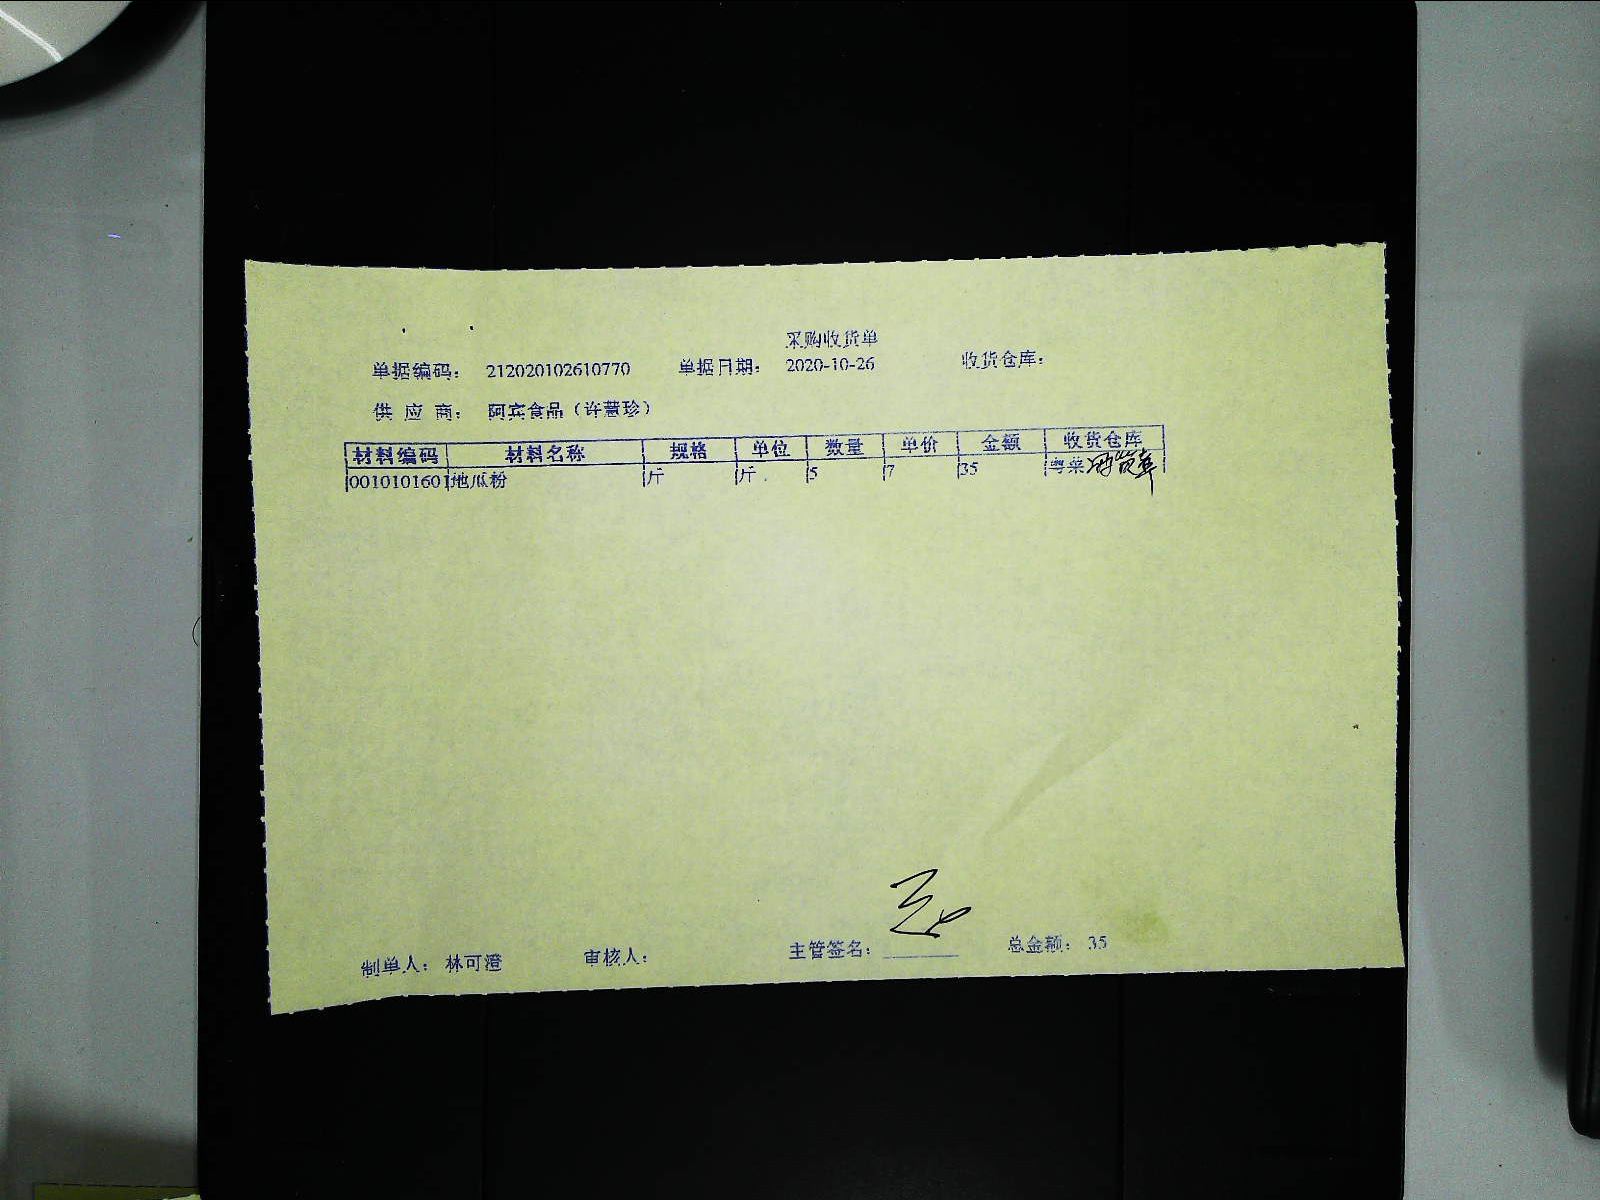 采购收货单
单据编码： 212020102610770 单据日期： 2020-10-26 收货仓库：
供 应 商： 阿宾食品（许慧珍）
材料编码 材料名称 规格 单位 数量 单价 金额 收货仓库
0010101601 地瓜粉 斤 斤 5 7 35 粤菜
制单人： 林可澄 审核人： 主管签名： 总金额： 35